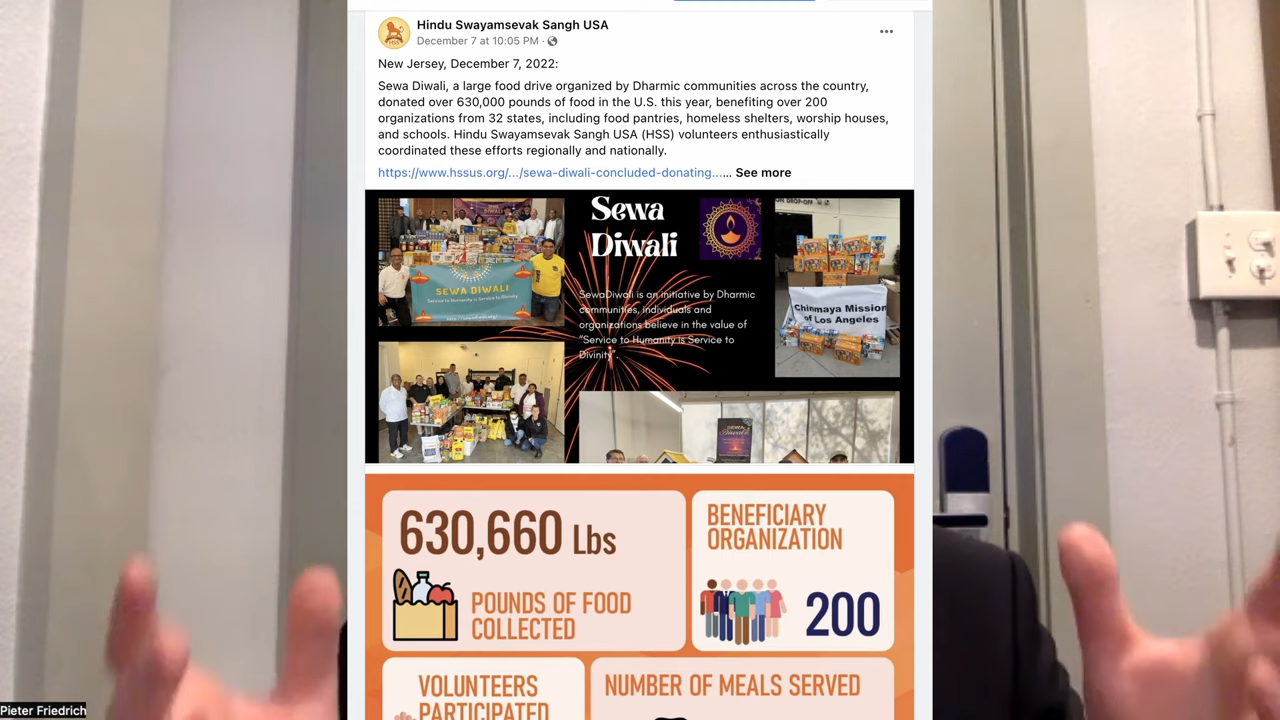 Hindu Swayamsevak Sangh USA
December 7 at 10:05 PM ·
New Jersey, December 7, 2022:
Sewa Diwali, a large food drive organized by Dharmic communities across the country,
donated over 630,000 pounds of food in the U.S. this year, benefiting over 200
organizations from 32 states, including food pantries, homeless shelters, worship houses,
and schools. Hindu Swayamsevak Sangh USA (HSS) volunteers enthusiastically
coordinated these efforts regionally and nationally.
https://www.hssus.org/.../sewa-diwali-concluded-donating...... See more
Sewa
Diwali
SEWA DIWALI
Service to Humanity is Service to Divinity
SewaDiwali is an initiative by Dharmic
communities, individuals and
organizations believe in the value of
"Service to Humanity is Service to
Divinity".
DROP-OFF
Chinmaya Mission
of Los Angeles
630,660 Lbs
POUNDS OF FOOD
COLLECTED
BENEFICIARY
ORGANIZATION
200
VOLUNTEERS
PARTICIPATED
NUMBER OF MEALS SERVED
Pieter Friedrich